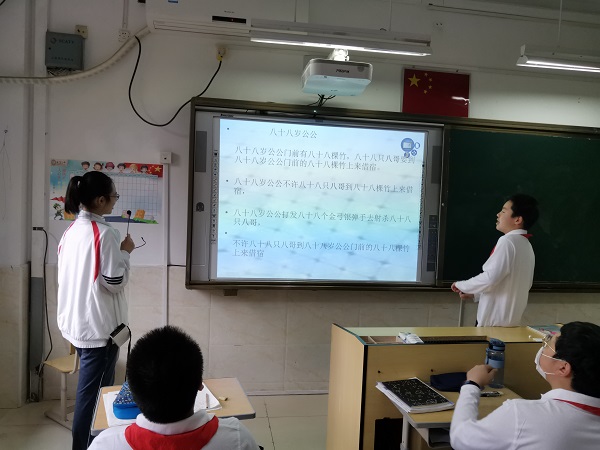 八十八岁公公
八十八岁公公门前有八十八棵竹，八十八只八哥要到
八十八岁公公门前的八十八棵竹上来借宿。
八十八岁公公不许八十八只八哥到八十八棵竹上来借
宿，
八十八岁公公打发八十八个金弓银弹手去射杀八十八
只八哥，
不许八十八只八哥到八十八岁公公门前的八十八棵竹
上来借宿